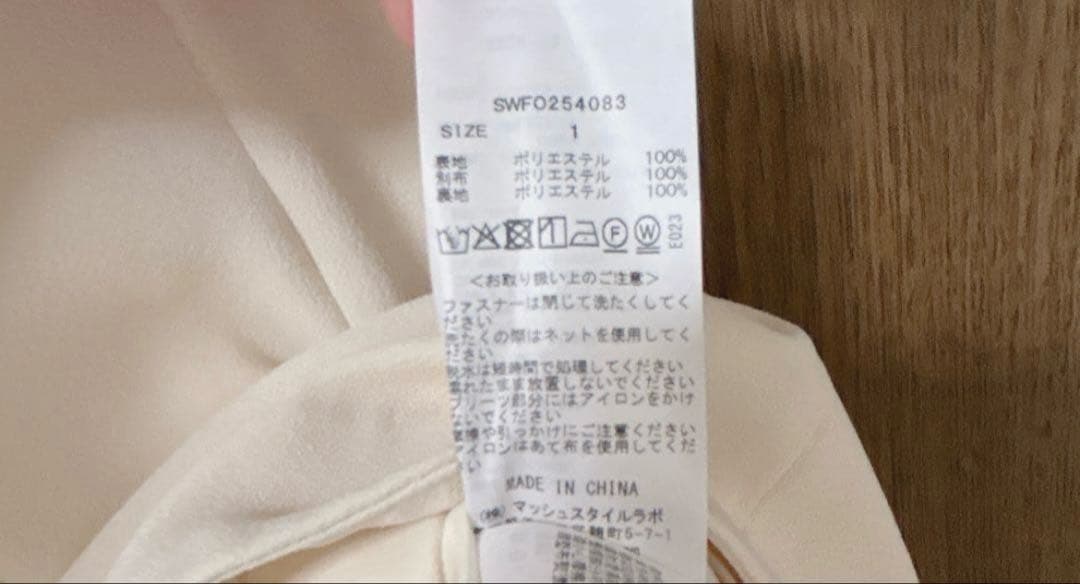 SWFO254083
SIZE 1
裏地 ポリエステル 100%
別布 ポリエステル 100%
裏地 ポリエステル 100%
F W E023
<お取り扱い上のご注意>
ファスナーは閉じて洗たくしてく
ださい
たくの際はネットを使用してく
ださい
脱水は短時間で処理してください
濡れたまま放置しないでください
プリーツ部分にはアイロンをかけ
ないでください
摩擦や引っかけにご注意ください
アイロンはあて布を使用してくだ
い
MADE IN CHINA
(株)マッシュスタイルラボ
麹町5-7-1